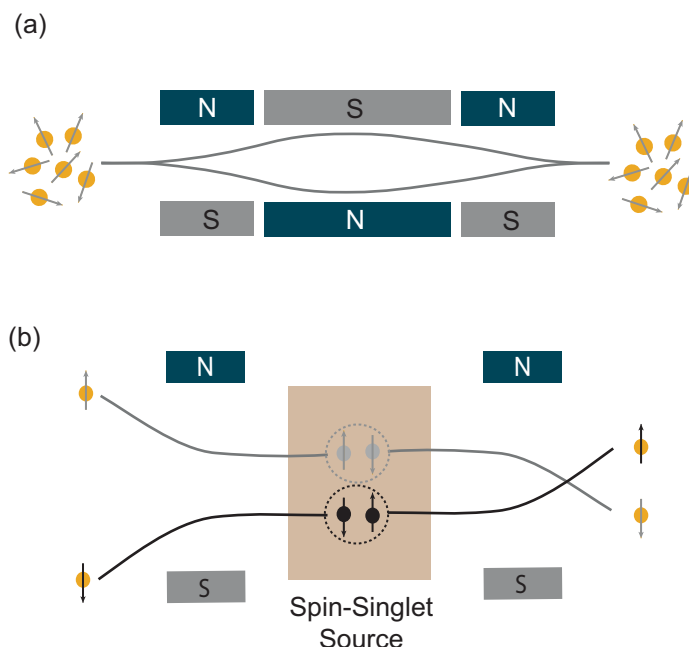 (a)
N S N
S N S
(b)
N N
S S
Spin-Singlet
Source